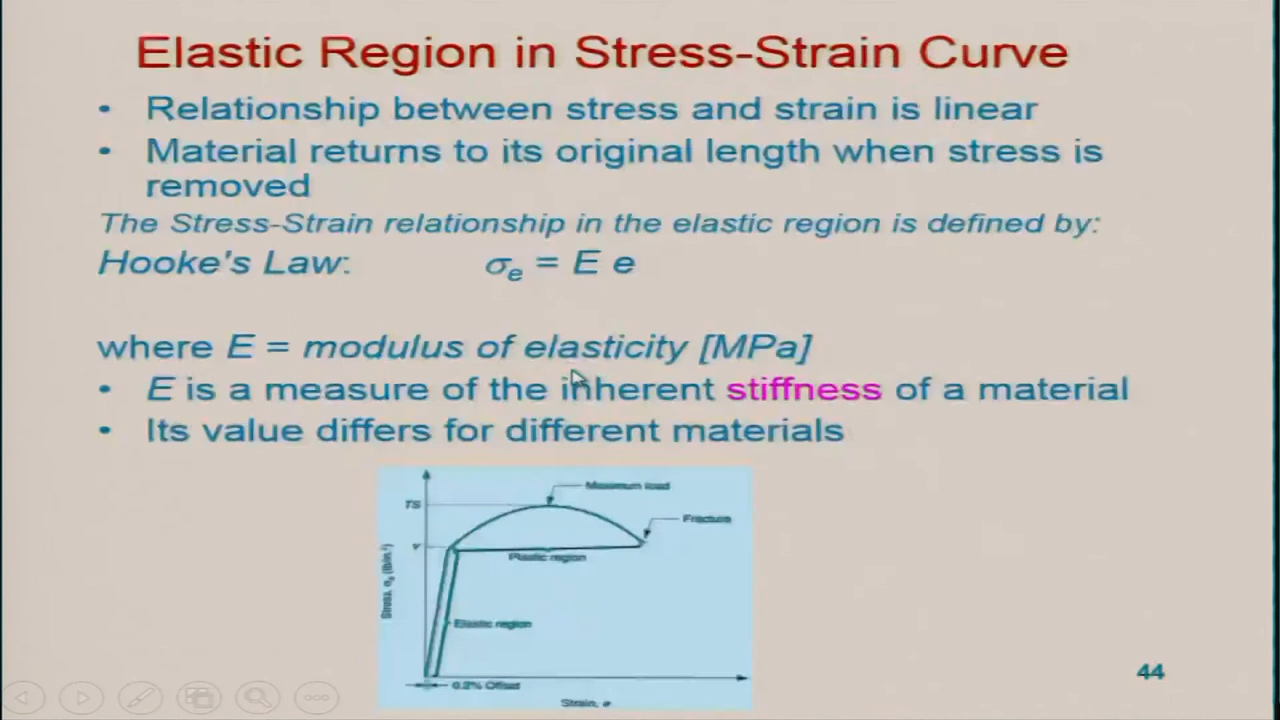 Elastic Region in Stress-Strain Curve
• Relationship between stress and strain is linear
• Material returns to its original length when stress is
removed
The Stress-Strain relationship in the elastic region is defined by:
Hooke's Law: σe = E e
where E = modulus of elasticity [MPa]
• E is a measure of the inherent stiffness of a material
• Its value differs for different materials
Maximum load
TS
Fracture
Y
Plastic region
Stress, σe (lb/in.²)
Elastic region
0.2% Offset
Strain, e
44